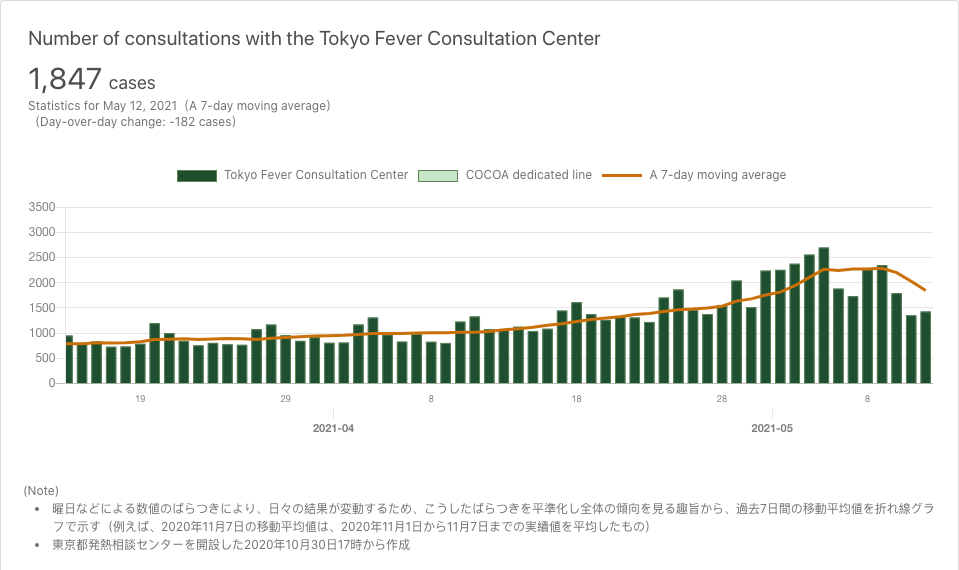 Number of consultations with the Tokyo Fever Consultation Center
1,847 cases
Statistics for May 12, 2021（A 7-day moving average)
（Day-over-day change: -182 cases)
Tokyo Fever Consultation Center COCOA dedicated line A 7-day moving average
3500
3000
2500
2000
1500
1000
500
0
19 29 8 18 28 8
2021-04 2021-05
(Note)
• 曜日などによる数値のばらつきにより、日々の結果が変動するため、こうしたばらつきを平準化し全体の傾向を見る趣旨から、過去7日間の移動平均値を折れ線グラ
フで示す（例えば、2020年11月7日の移動平均値は、2020年11月1日から11月7日までの実績値を平均したもの）
• 東京都発熱相談センターを開設した2020年10月30日17時から作成